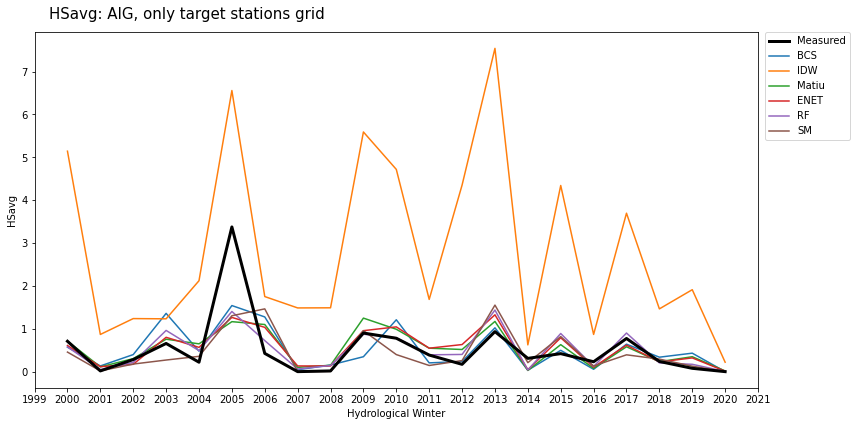 HSavg: AIG, only target stations grid
Measured
BCS
IDW
Matiu
ENET
RF
SM
HSavg
7
6
5
4
3
2
1
0
1999 2000 2001 2002 2003 2004 2005 2006 2007 2008 2009 2010 2011 2012 2013 2014 2015 2016 2017 2018 2019 2020 2021
Hydrological Winter